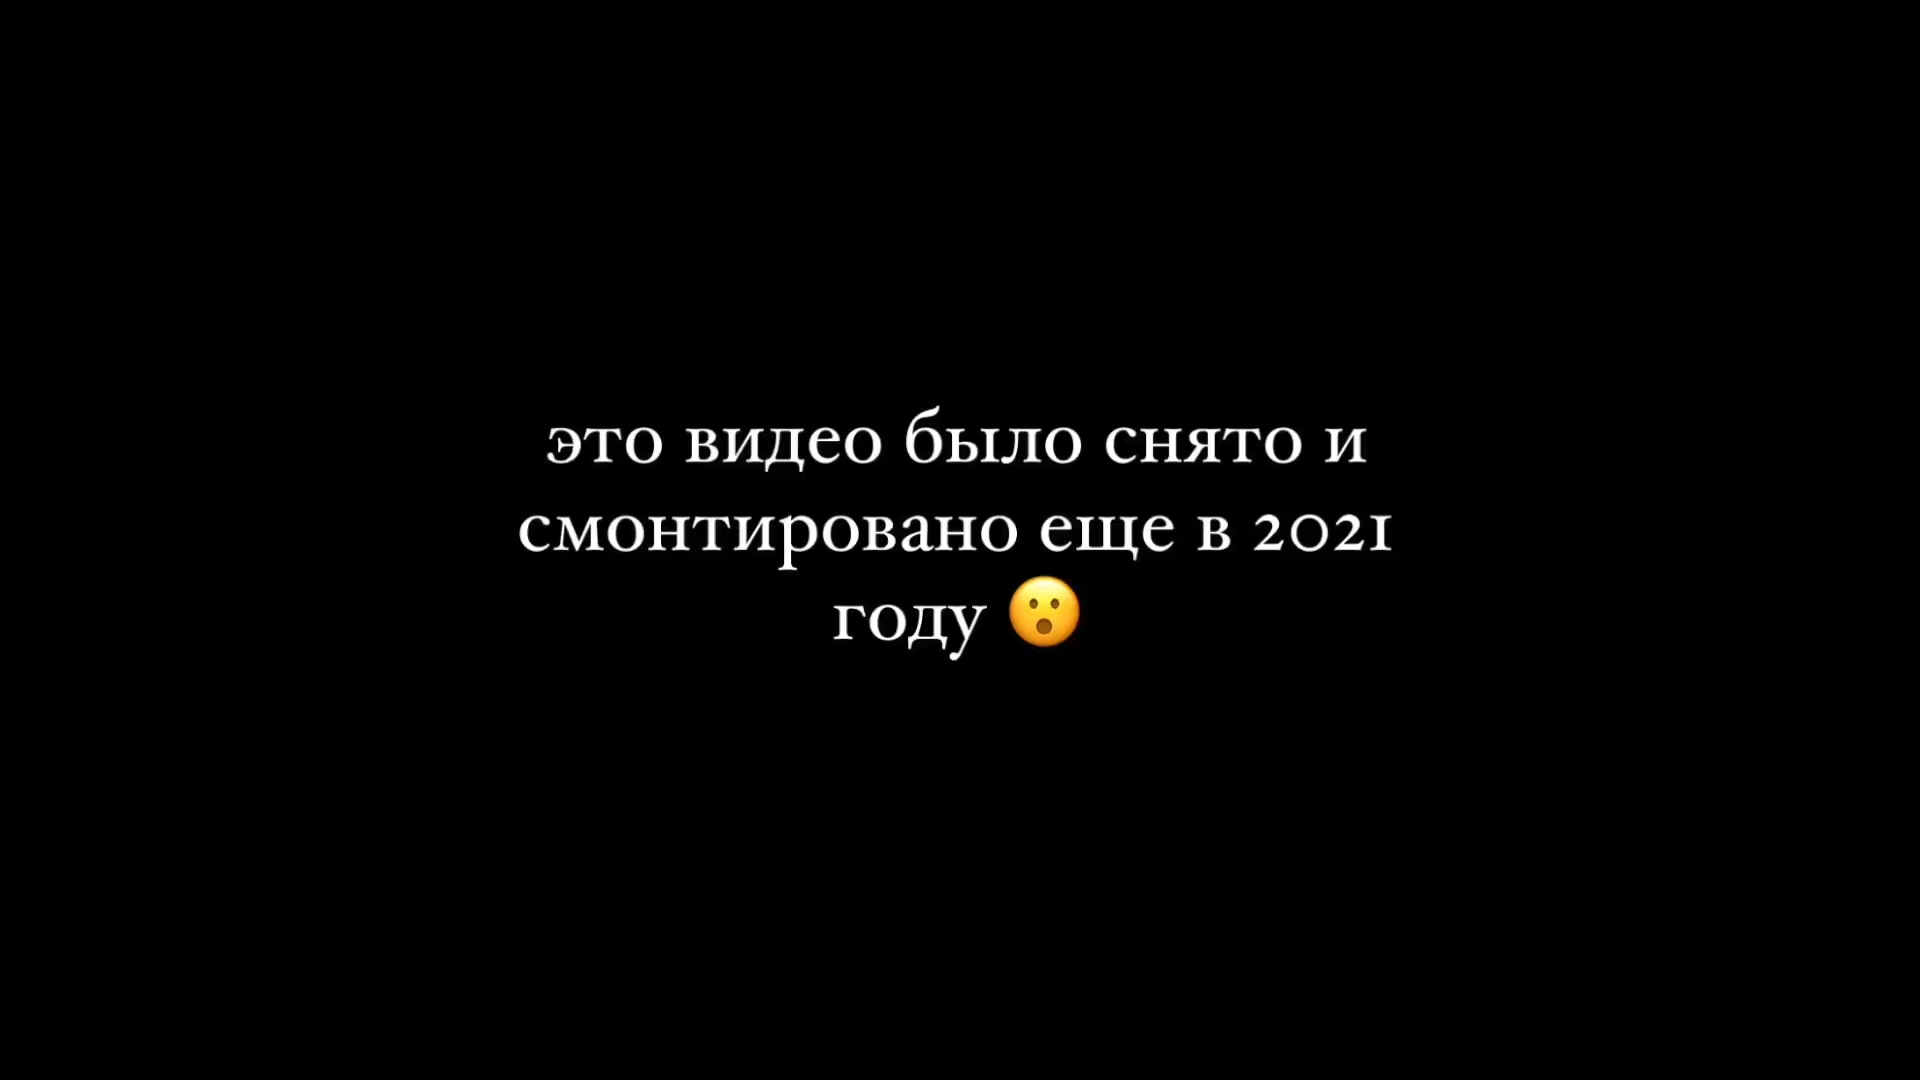 это видео было снято и
смонтировано еще в 2021
году 😮